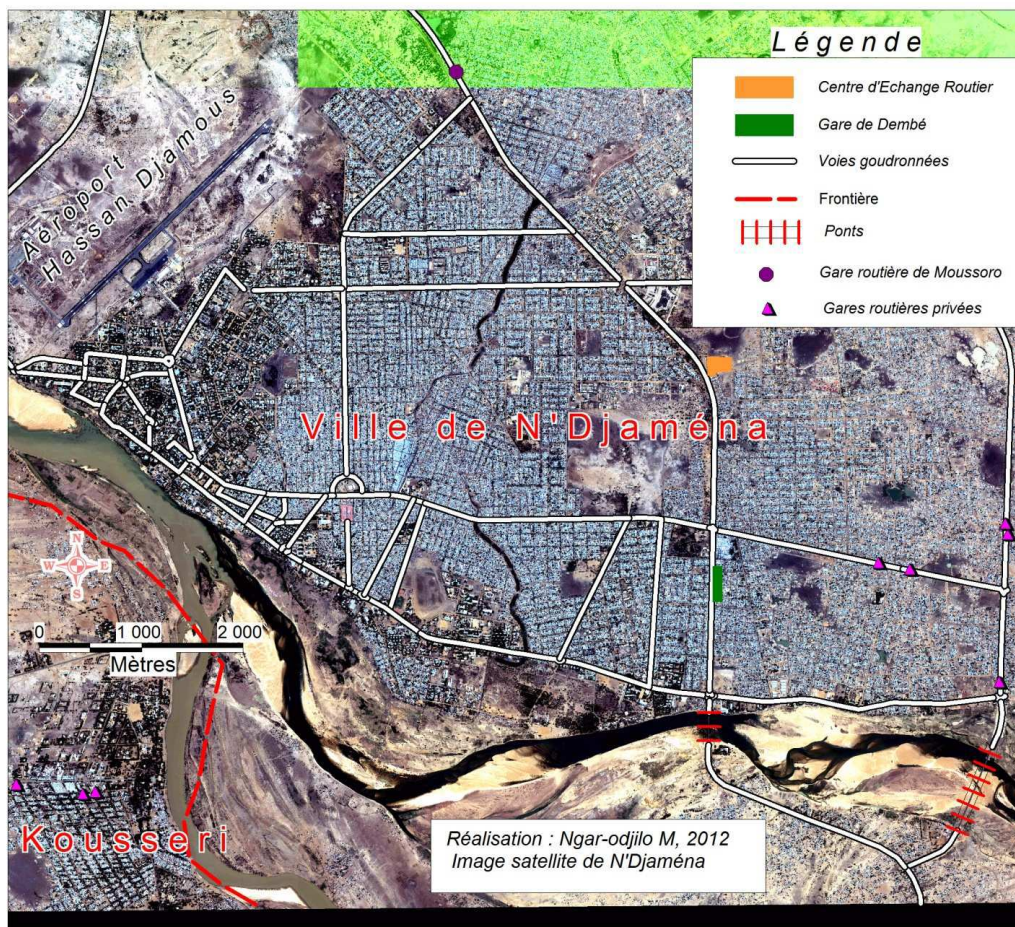 Légende
Centre d'Echange Routier
Gare de Dembé
Voies goudronnées
Frontière
Ponts
Gare routière de Moussoro
Gares routières privées
Aéroport
Hassan Djamous
Ville de N'Djaména
N
W E
S
0 1 000 2 000
Mètres
Kousseri
Réalisation : Ngar-odjilo M, 2012
Image satellite de N'Djaména